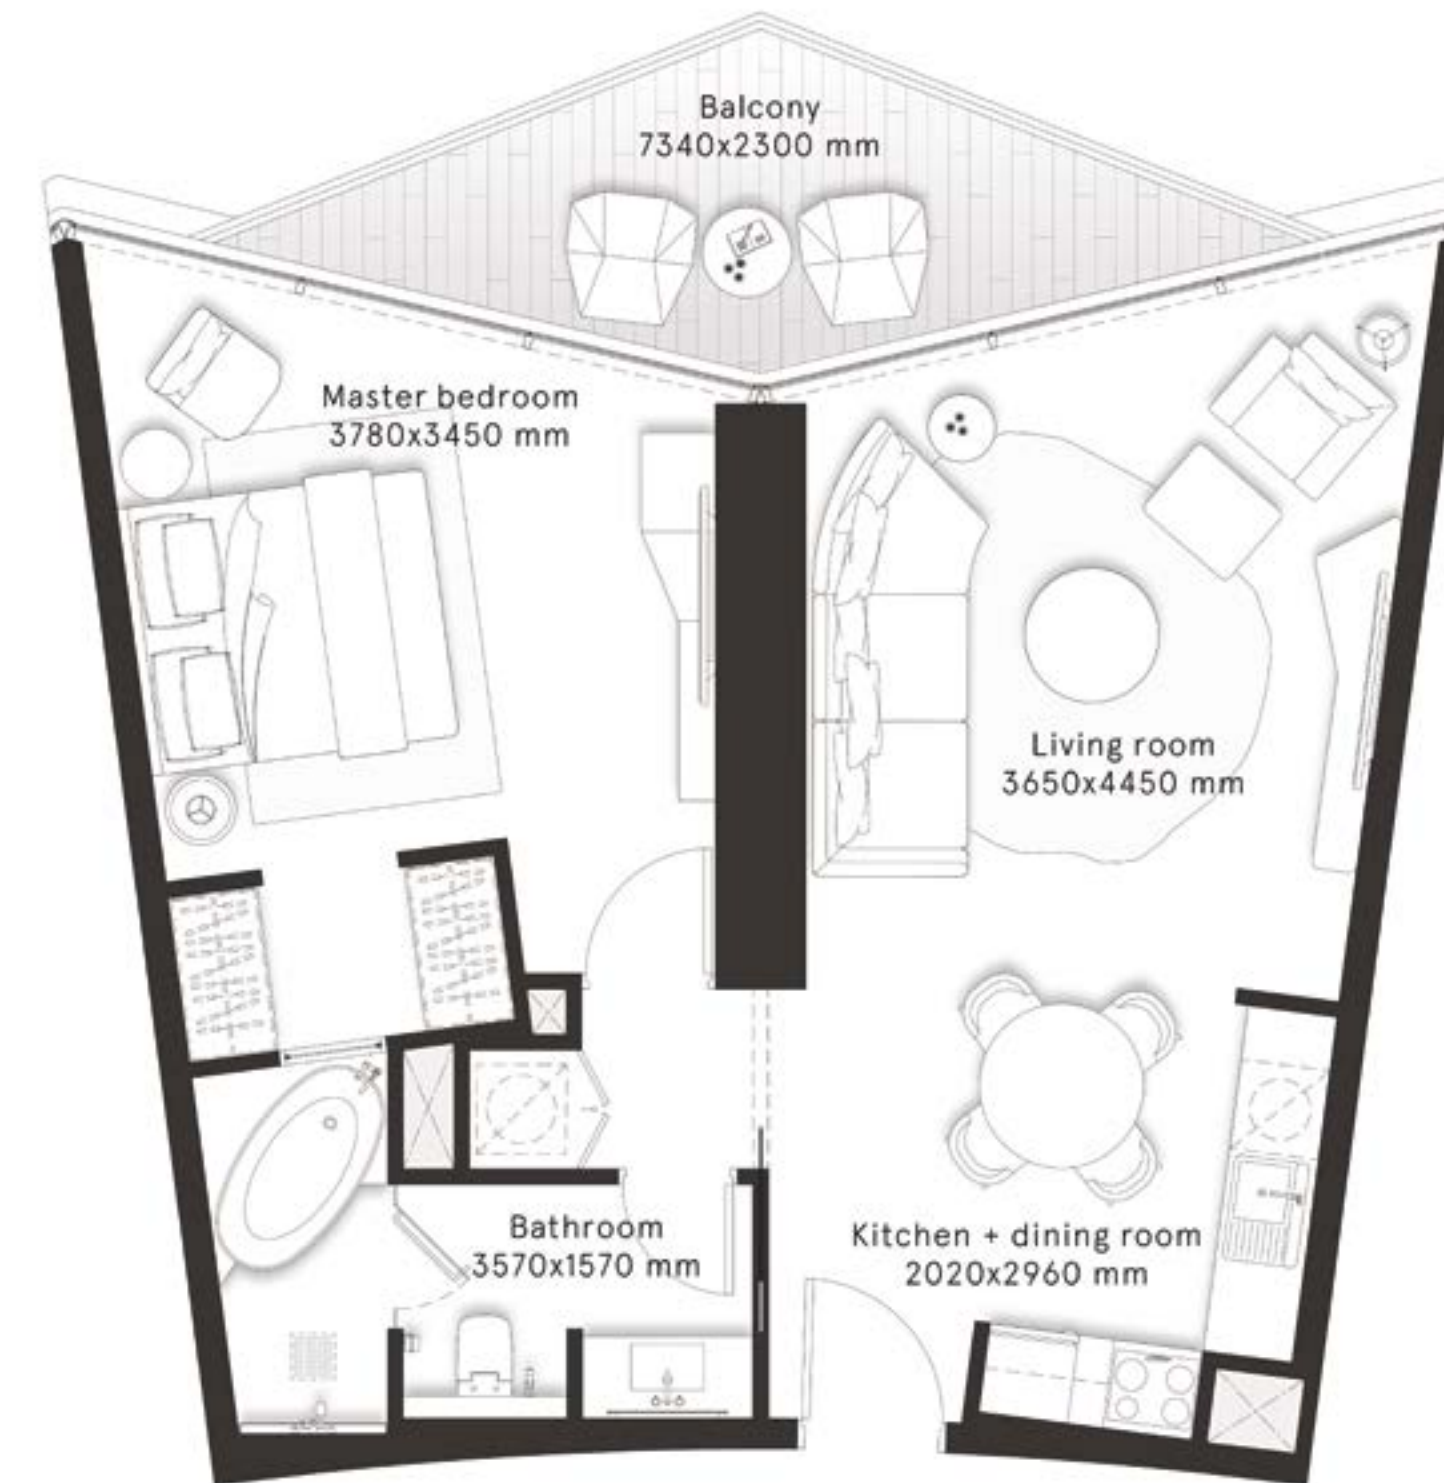 Balcony
7340x2300 mm
Master bedroom
3780x3450 mm
Living room
3650x4450 mm
Bathroom
3570x1570 mm
Kitchen + dining room
2020x2960 mm